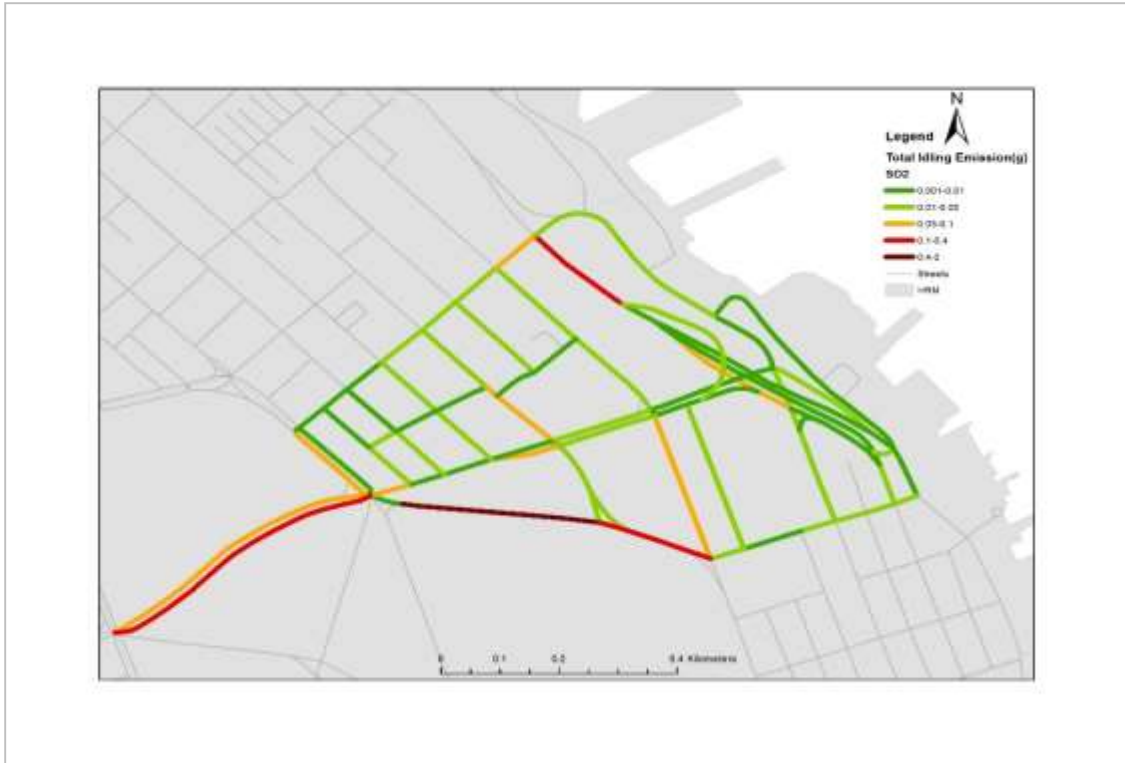 N
Legend
Total Idling Emission(g)
SO2
0.001-0.01
0.01-0.05
0.05-0.1
0.1-0.4
0.4-2
Streets
HRM
0 0.1 0.2 0.4 Kilometers